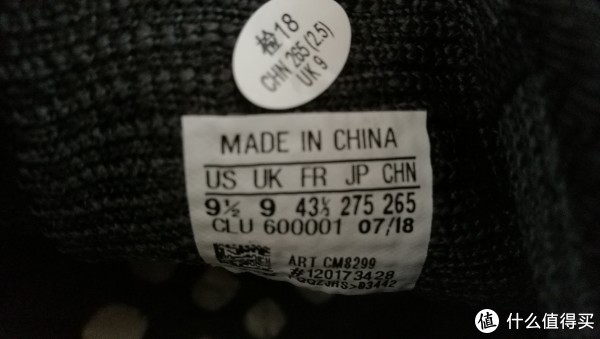 检18
CHN 265(2.5)
UK 9
MADE IN CHINA
US UK FR JP CHN
9½ 9 43⅓ 275 265
CLU 600001 07/18
ART CM8299
#120173428
值 什么值得买